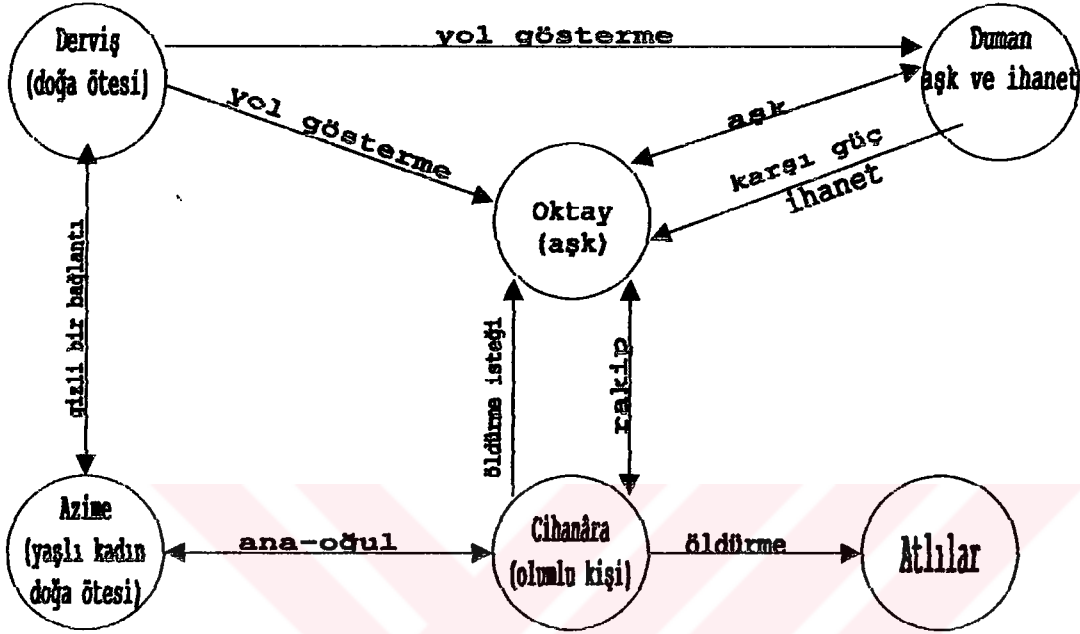 Derviş
(doğa ötesi)
yol gösterme
Duman
aşk ve ihanet
yol gösterme
aşk
karşı güç
ihanet
Oktay
(aşk)
gizli bir bağlantı
öldürme isteği
rakip
Azime
(yaşlı kadın
doğa ötesi)
ana-oğul
Cihanâra
(olumlu kişi)
öldürme
Atlılar